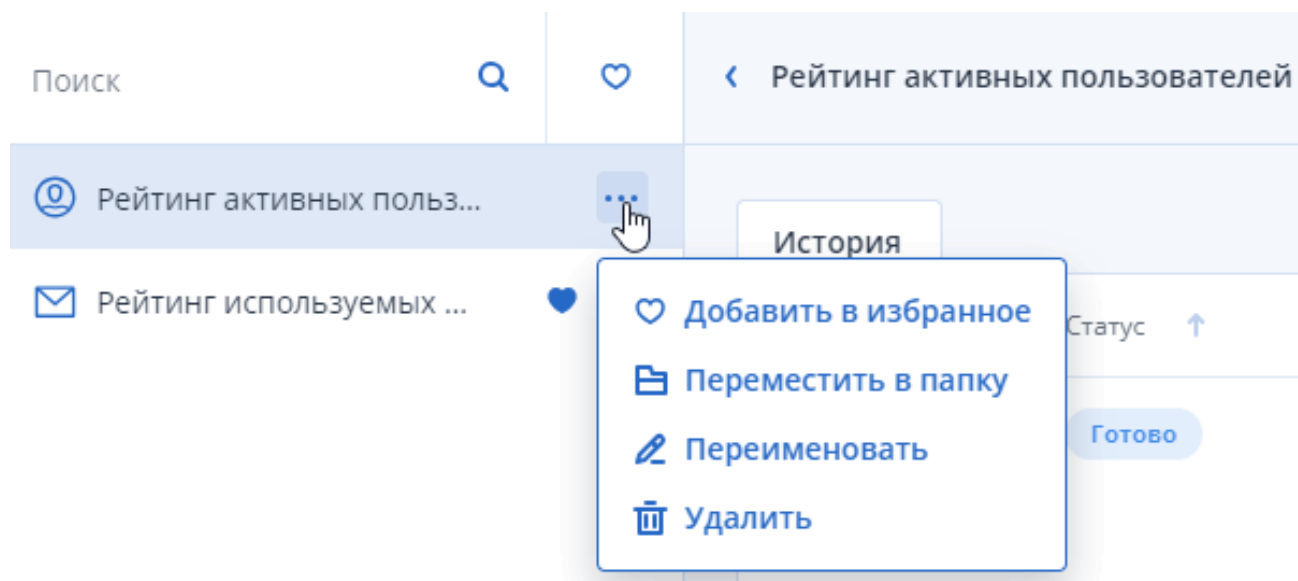 Поиск
Рейтинг активных пользователей
Рейтинг активных польз...
История
Рейтинг используемых ...
Добавить в избранное
Статус
Переместить в папку
Готово
Переименовать
Удалить